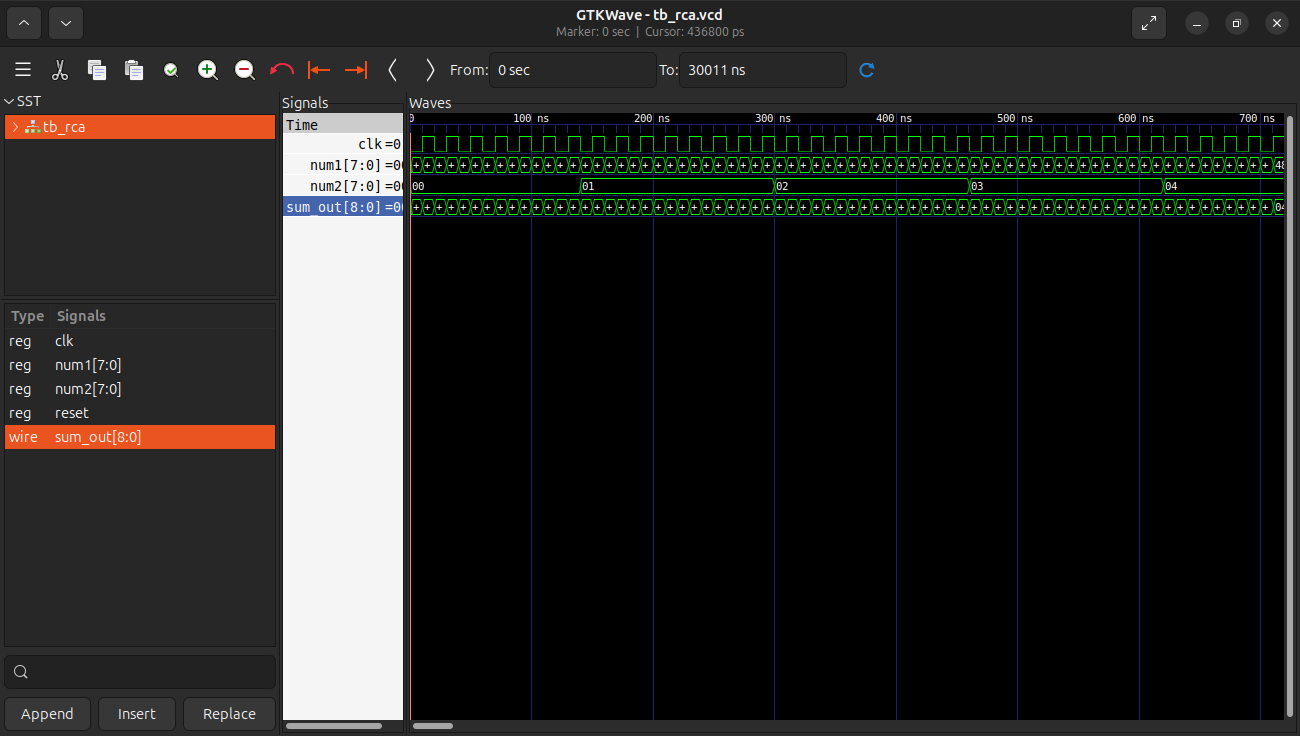 GTKWave - tb_rca.vcd
Marker: 0 sec | Cursor: 436800 ps
From: 0 sec To: 30011 ns
SST
tb_rca
Type Signals
reg clk
reg num1[7:0]
reg num2[7:0]
reg reset
wire sum_out[8:0]
Append Insert Replace
Signals
Time
clk =0
num1[7:0] =00
num2[7:0] =00
sum_out[8:0] =00
Waves
0 100 ns 200 ns 300 ns 400 ns 500 ns 600 ns 700 ns
+ + + + + + + + + + + + + + + + + + + + + + + + + + + + + + + + + + + + + + + + + + + + + + + + + + + + + + + + + + + + + + + + + + + + + + + 48
00 01 02 03 04
+ + + + + + + + + + + + + + + + + + + + + + + + + + + + + + + + + + + + + + + + + + + + + + + + + + + + + + + + + + + + + + + + + + + + + + + 04